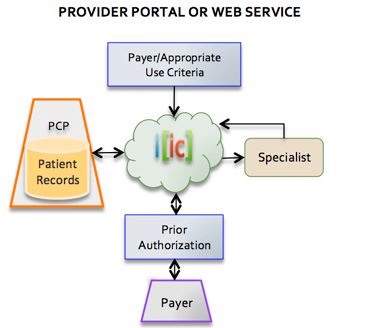 PROVIDER PORTAL OR WEB SERVICE
Payer/Appropriate
Use Criteria
PCP
Patient
Records
i[ic]
Specialist
Prior
Authorization
Payer